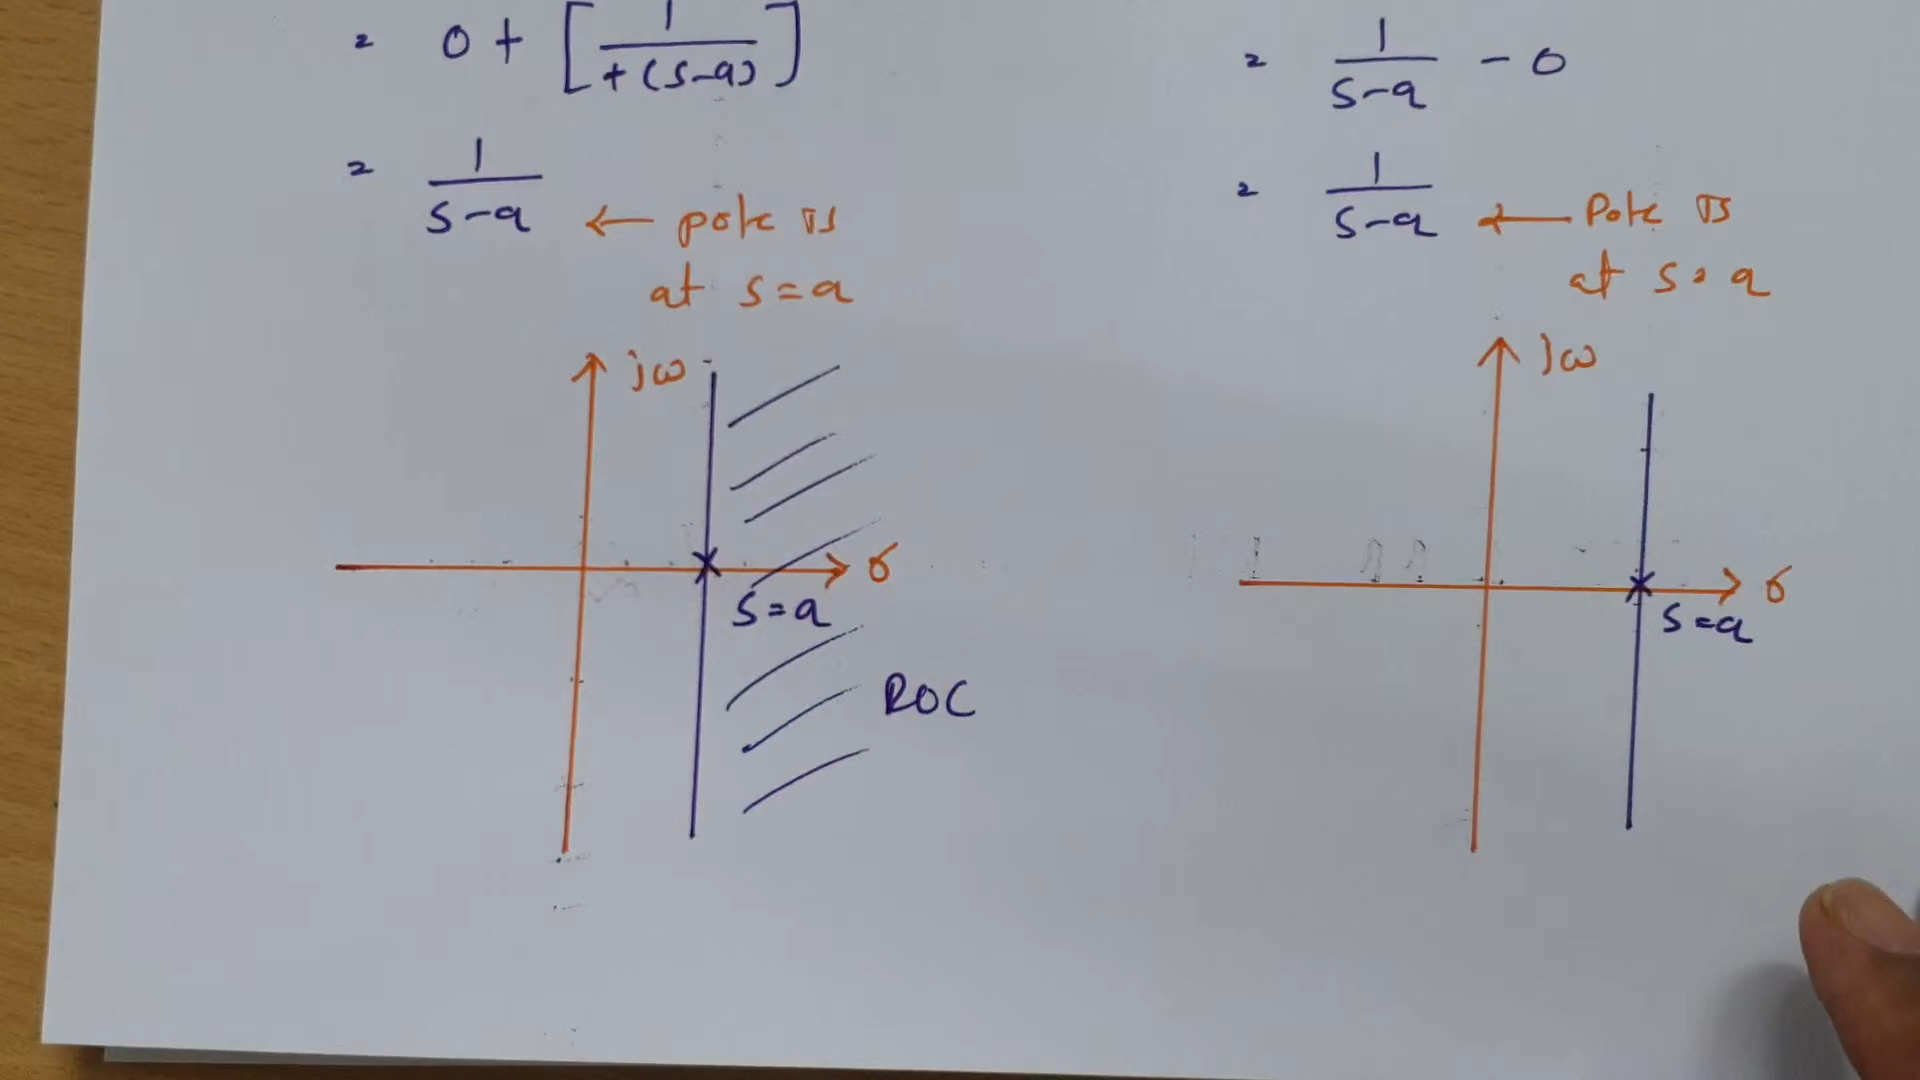 = 0 + [1/+(s-a)]
= 1/s-a ← pole is
at s=a
jω
σ
s=a
ROC
= 1/s-a - 0
= 1/s-a ← Pole is
at s=a
jω
σ
s=a